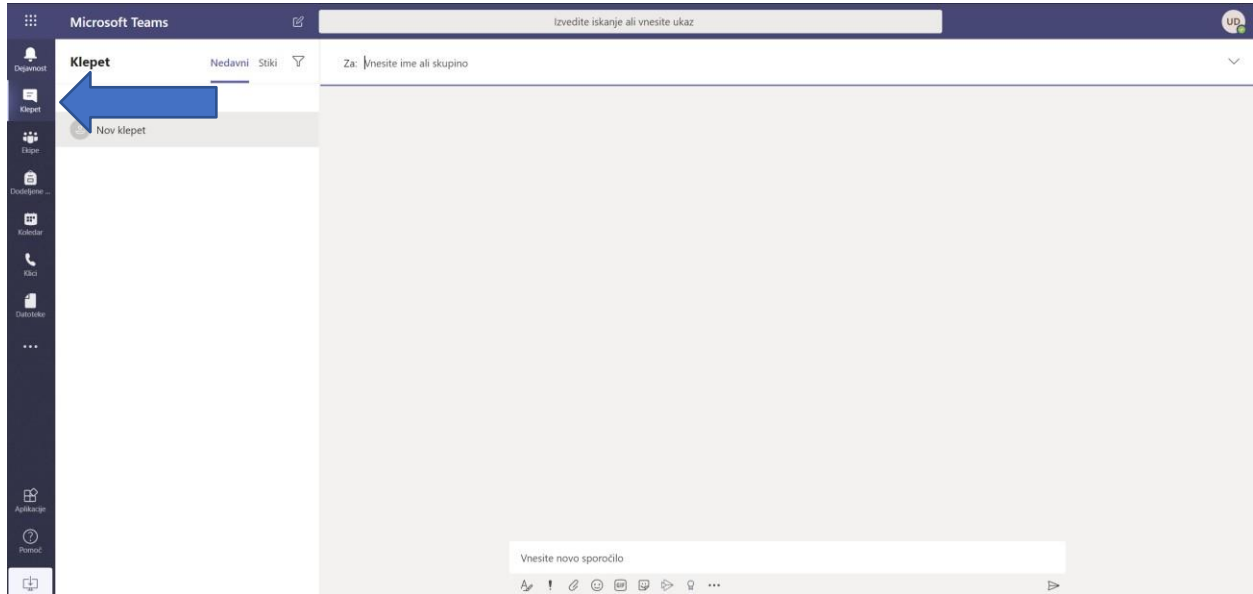 Microsoft Teams
Izvedite iskanje ali vnesite ukaz
UD
Dejavnost
Klepet
Ekipe
Dodeljene ...
Koledar
Klici
Datoteke
Aplikacije
Pomoč
Klepet
Nedavni Stiki
Nov klepet
Za: Vnesite ime ali skupino
Vnesite novo sporočilo
GIF